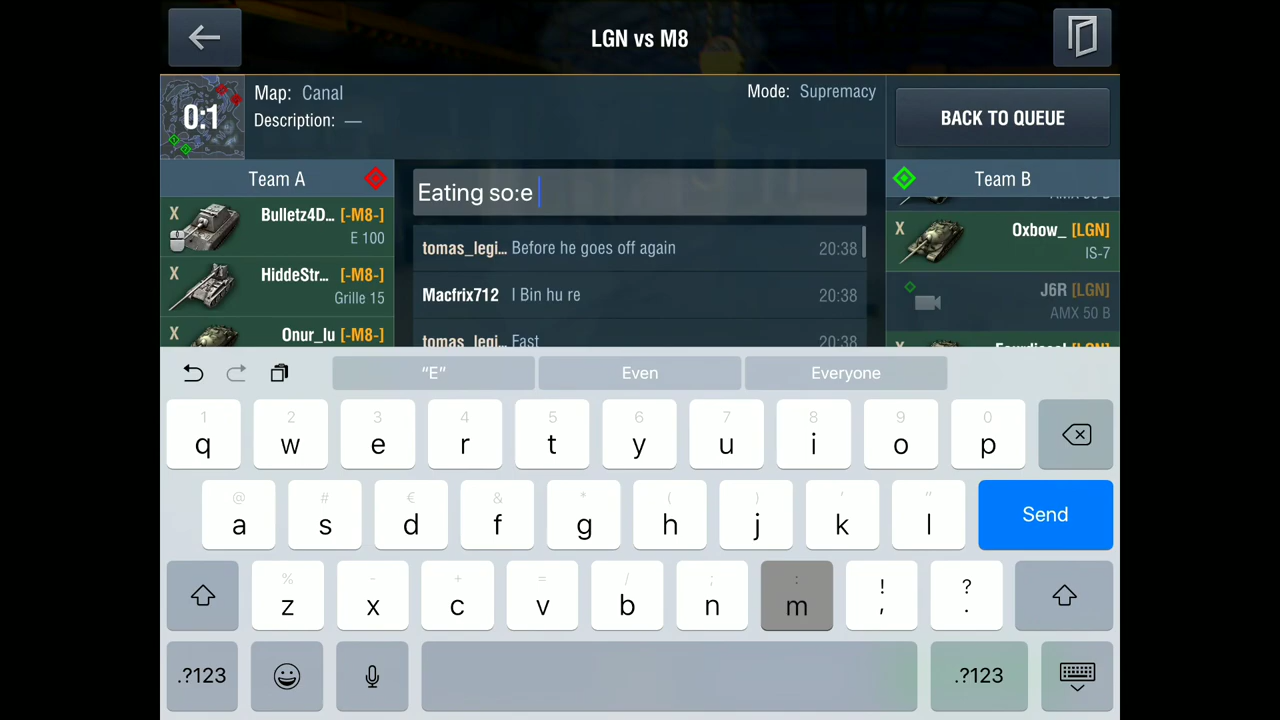 LGN vs M8
0:1
Map: Canal
Description: —
Mode: Supremacy
BACK TO QUEUE
Team A
Bulletz4D... [-M8-]
E 100
HiddeStr... [-M8-]
Grille 15
Onur_lu [-M8-]
Eating so:e
tomas_legi... Before he goes off again 20:38
Macfrix712 I Bin hu re 20:38
tomas_legi... Fast 20:38
Team B
AMX 50 B
Oxbow_ [LGN]
IS-7
J6R [LGN]
AMX 50 B
"E" Even Everyone
1 2 3 4 5 6 7 8 9 0
q w e r t y u i o p
@ # € & * ( ) ' "
a s d f g h j k l Send
% - + = / ; : ! ?
z x c v b n m , .
.?123 .?123